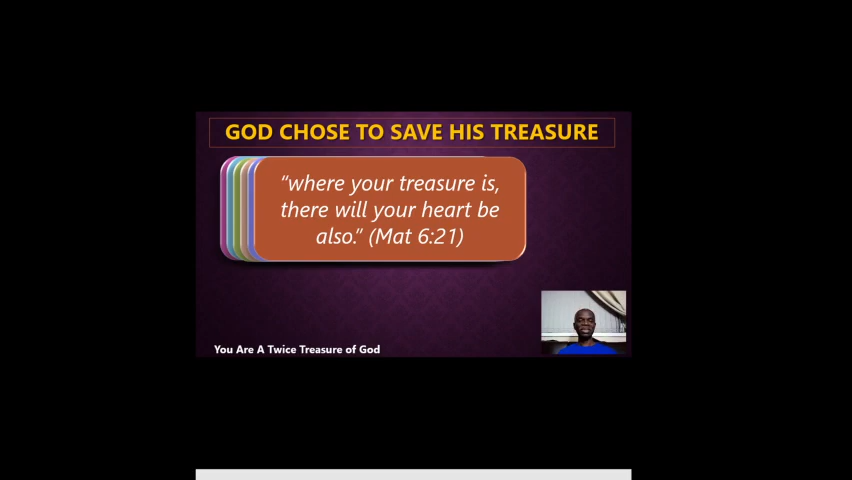 GOD CHOSE TO SAVE HIS TREASURE
“where your treasure is,
there will your heart be
also.” (Mat 6:21)
You Are A Twice Treasure of God